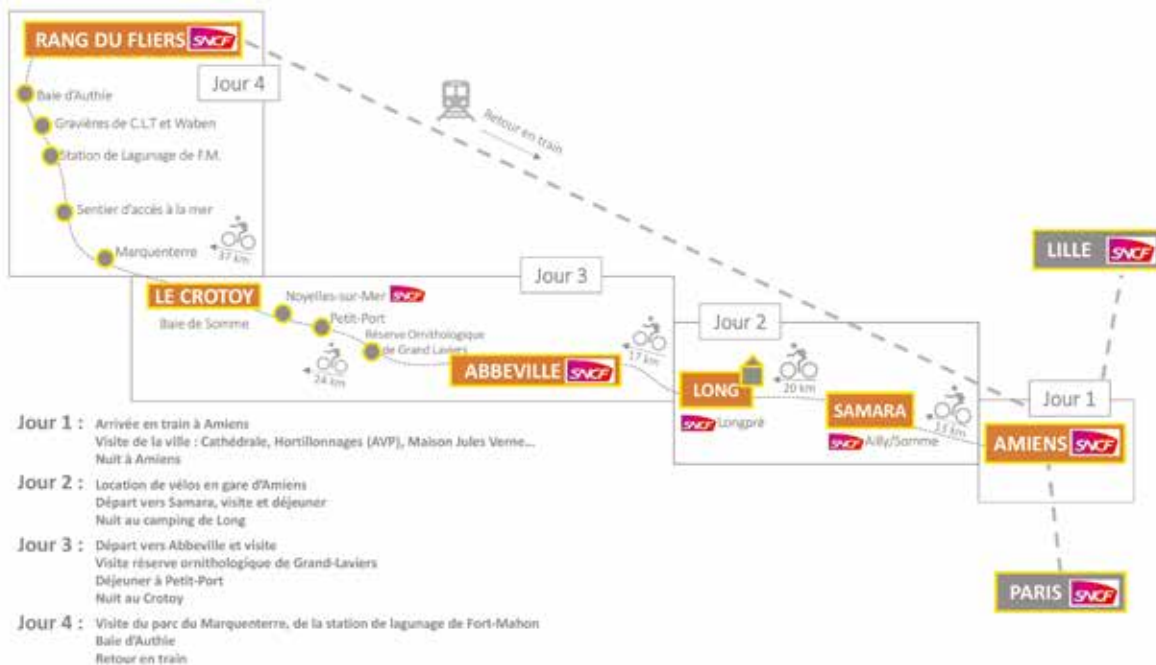 RANG DU FLIERS SNCF
Jour 4
Baie d'Authie
Gravières de C.L.T et Waben
Station de Lagunage de F.M.
Sentier d'accès à la mer
Marquenterre
37 km
Retour en train
LILLE SNCF
Jour 3
LE CROTOY
Baie de Somme
Noyelles-sur-Mer SNCF
Petit-Port
Réserve Ornithologique
de Grand Laviers
24 km
ABBEVILLE SNCF
17 km
Jour 2
LONG
SNCF Longpré
20 km
SAMARA
SNCF Ailly/Somme
13 km
Jour 1
AMIENS SNCF
PARIS SNCF
Jour 1 : Arrivée en train à Amiens
Visite de la ville : Cathédrale, Hortillonnages (AVP), Maison Jules Verne...
Nuit à Amiens
Jour 2 : Location de vélos en gare d'Amiens
Départ vers Samara, visite et déjeuner
Nuit au camping de Long
Jour 3 : Départ vers Abbeville et visite
Visite réserve ornithologique de Grand-Laviers
Déjeuner à Petit-Port
Nuit au Crotoy
Jour 4 : Visite du parc du Marquenterre, de la station de lagunage de Fort-Mahon
Baie d'Authie
Retour en train